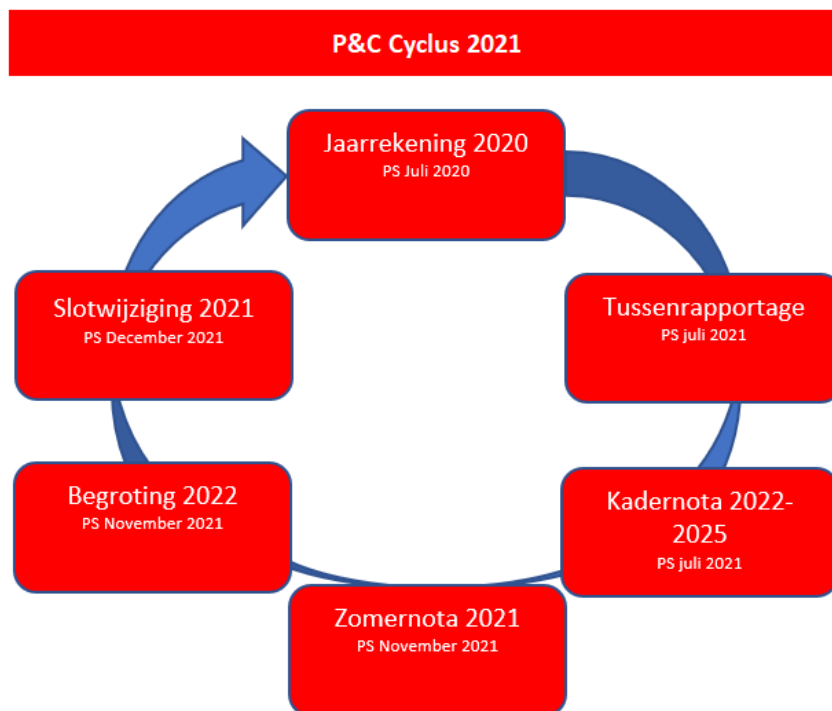 P&C Cyclus 2021
Jaarrekening 2020
PS Juli 2020
Tussenrapportage
PS juli 2021
Kadernota 2022-
2025
PS juli 2021
Zomernota 2021
PS November 2021
Begroting 2022
PS November 2021
Slotwijziging 2021
PS December 2021